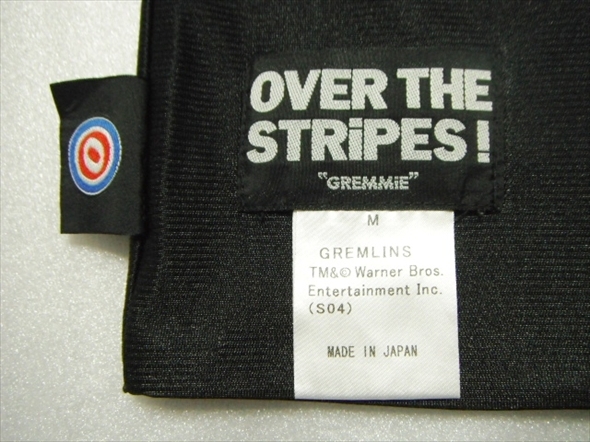 OVER THE
STRiPES!
"GREMMiE"
M
GREMLINS
TM&© Warner Bros.
Entertainment Inc.
(S04)
MADE IN JAPAN